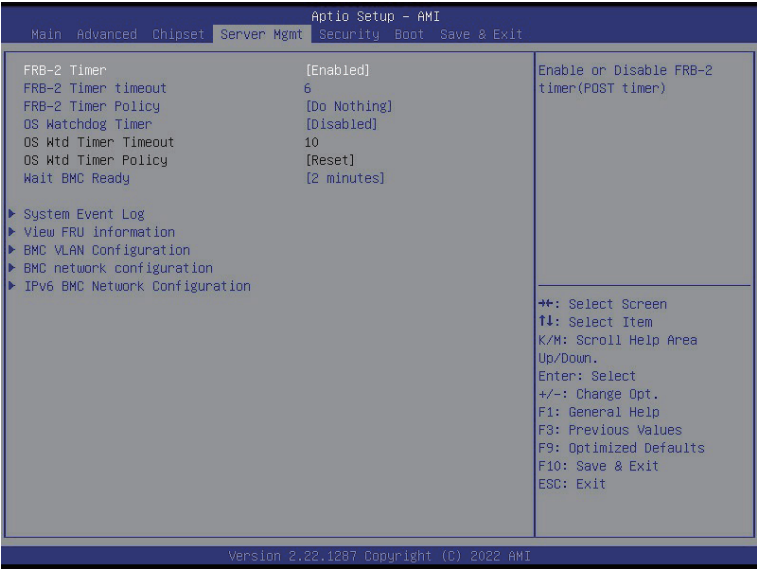 Aptio Setup – AMI
Main Advanced Chipset Server Mgmt Security Boot Save & Exit
FRB-2 Timer [Enabled]
FRB-2 Timer timeout 6
FRB-2 Timer Policy [Do Nothing]
OS Watchdog Timer [Disabled]
OS Wtd Timer Timeout 10
OS Wtd Timer Policy [Reset]
Wait BMC Ready [2 minutes]
▶ System Event Log
▶ View FRU information
▶ BMC VLAN Configuration
▶ BMC network configuration
▶ IPv6 BMC Network Configuration
Enable or Disable FRB-2
timer(POST timer)
→←: Select Screen
↑↓: Select Item
K/M: Scroll Help Area
Up/Down.
Enter: Select
+/-: Change Opt.
F1: General Help
F3: Previous Values
F9: Optimized Defaults
F10: Save & Exit
ESC: Exit
Version 2.22.1287 Copyright (C) 2022 AMI